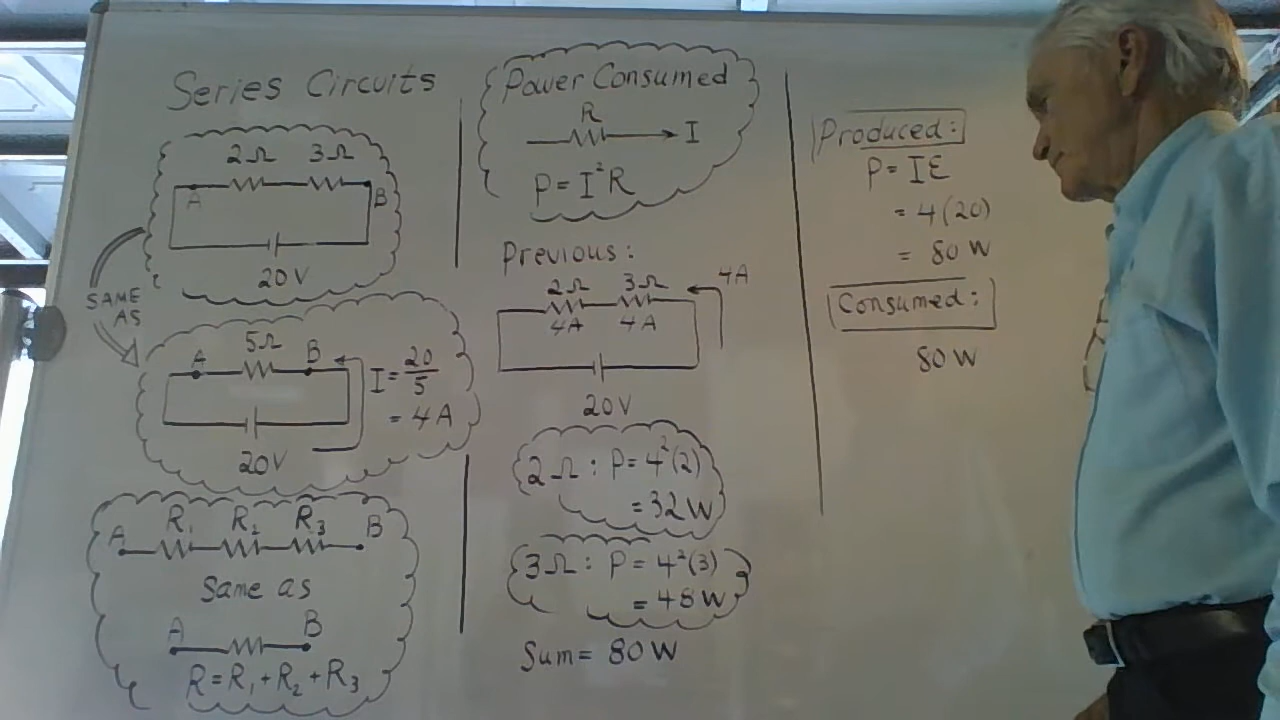 Series Circuits
2Ω 3Ω
A B
20V
SAME
AS
5Ω
A B
I = 20/5
= 4A
20V
R₁ R₂ R₃
A B
Same as
A B
R = R₁ + R₂ + R₃
Power Consumed
R
I
P = I²R
Previous:
2Ω 3Ω 4A
4A 4A
20V
2Ω : P = 4²(2)
= 32W
3Ω : P = 4²(3)
= 48W
Sum = 80W
Produced:
P = IE
= 4(20)
= 80W
Consumed:
80W